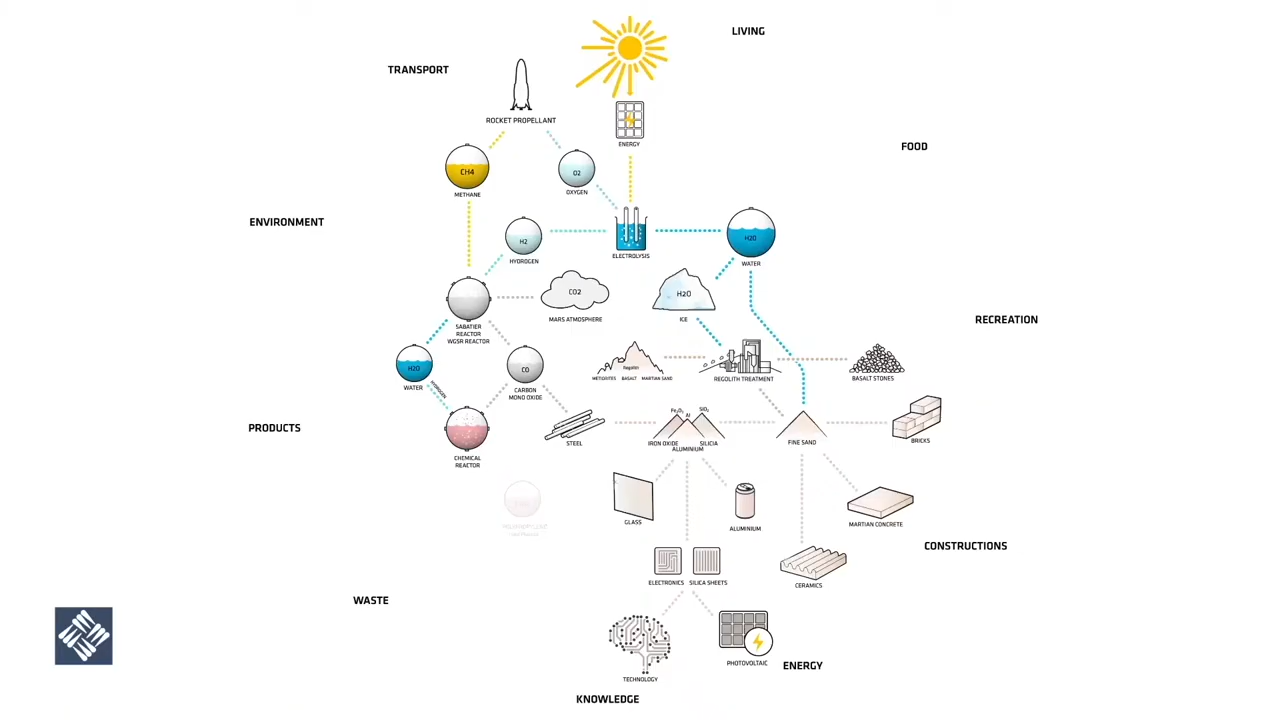 LIVING
TRANSPORT
ROCKET PROPELLANT
ENERGY
FOOD
CH4
METHANE
O2
OXYGEN
ENVIRONMENT
H2
HYDROGEN
ELECTROLYSIS
H2O
WATER
CO2
MARS ATMOSPHERE
H2O
ICE
RECREATION
SABATIER
REACTOR
WGSR REACTOR
H2O
WATER
HYDROGEN
CO
CARBON
MONO OXIDE
Regolith
METEORITES BASALT MARTIAN SAND
REGOLITH TREATMENT
BASALT STONES
PRODUCTS
CHEMICAL
REACTOR
STEEL
Fe2O3 Al SiO2
IRON OXIDE SILICIA
ALUMINIUM
FINE SAND
BRICKS
GLASS
ALUMINIUM
MARTIAN CONCRETE
CONSTRUCTIONS
ELECTRONICS SILICA SHEETS
CERAMICS
WASTE
TECHNOLOGY
PHOTOVOLTAIC
ENERGY
KNOWLEDGE